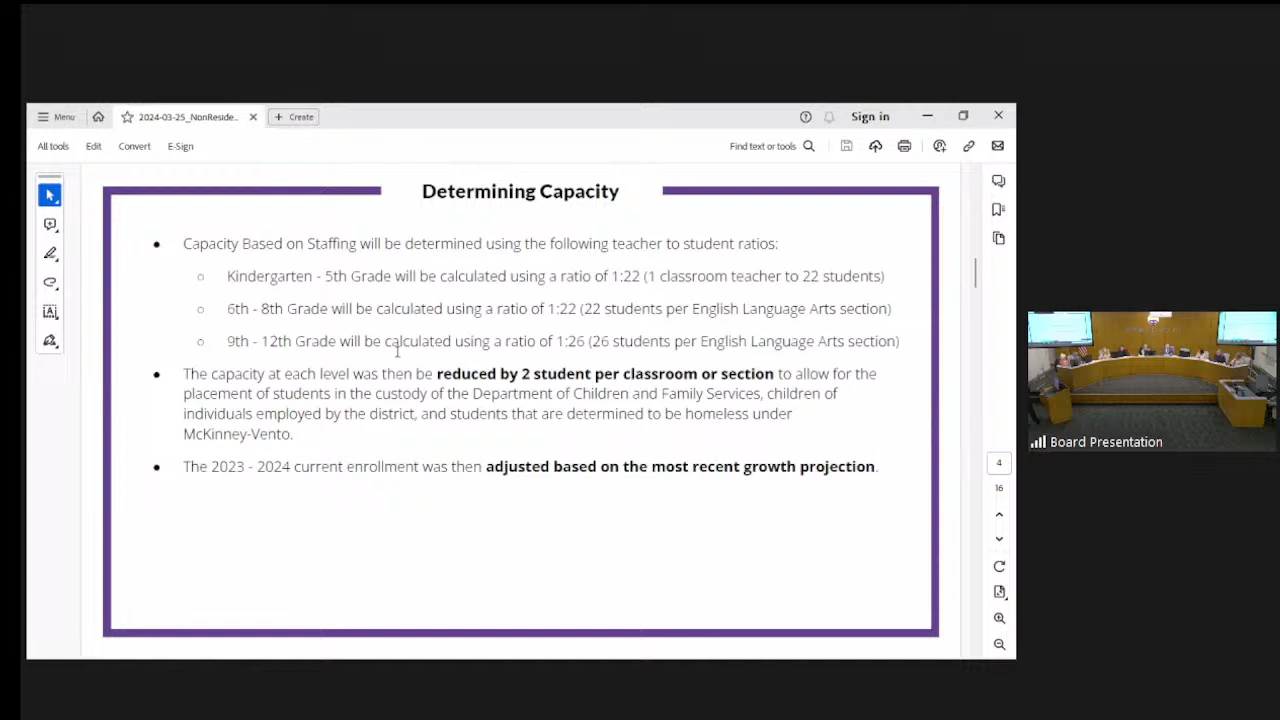 Menu
2024-03-25_NonReside...
Create
Sign in
All tools
Edit
Convert
E-Sign
Find text or tools
Determining Capacity
Capacity Based on Staffing will be determined using the following teacher to student ratios:
Kindergarten - 5th Grade will be calculated using a ratio of 1:22 (1 classroom teacher to 22 students)
6th - 8th Grade will be calculated using a ratio of 1:22 (22 students per English Language Arts section)
9th - 12th Grade will be calculated using a ratio of 1:26 (26 students per English Language Arts section)
The capacity at each level was then be reduced by 2 student per classroom or section to allow for the
placement of students in the custody of the Department of Children and Family Services, children of
individuals employed by the district, and students that are determined to be homeless under
McKinney-Vento.
The 2023 - 2024 current enrollment was then adjusted based on the most recent growth projection.
4
16
Board Presentation